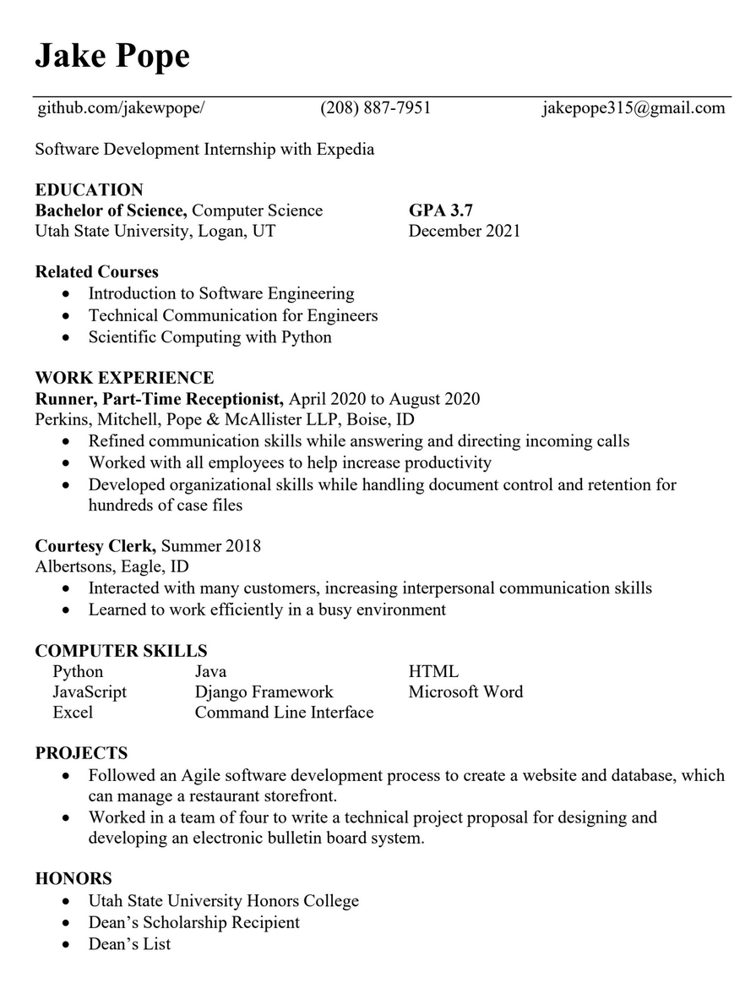 Jake Pope
github.com/jakewpope/ (208) 887-7951 jakepope315@gmail.com
Software Development Internship with Expedia
EDUCATION
Bachelor of Science, Computer Science GPA 3.7
Utah State University, Logan, UT December 2021
Related Courses
• Introduction to Software Engineering
• Technical Communication for Engineers
• Scientific Computing with Python
WORK EXPERIENCE
Runner, Part-Time Receptionist, April 2020 to August 2020
Perkins, Mitchell, Pope & McAllister LLP, Boise, ID
• Refined communication skills while answering and directing incoming calls
• Worked with all employees to help increase productivity
• Developed organizational skills while handling document control and retention for
hundreds of case files
Courtesy Clerk, Summer 2018
Albertsons, Eagle, ID
• Interacted with many customers, increasing interpersonal communication skills
• Learned to work efficiently in a busy environment
COMPUTER SKILLS
Python Java HTML
JavaScript Django Framework Microsoft Word
Excel Command Line Interface
PROJECTS
• Followed an Agile software development process to create a website and database, which
can manage a restaurant storefront.
• Worked in a team of four to write a technical project proposal for designing and
developing an electronic bulletin board system.
HONORS
• Utah State University Honors College
• Dean’s Scholarship Recipient
• Dean’s List